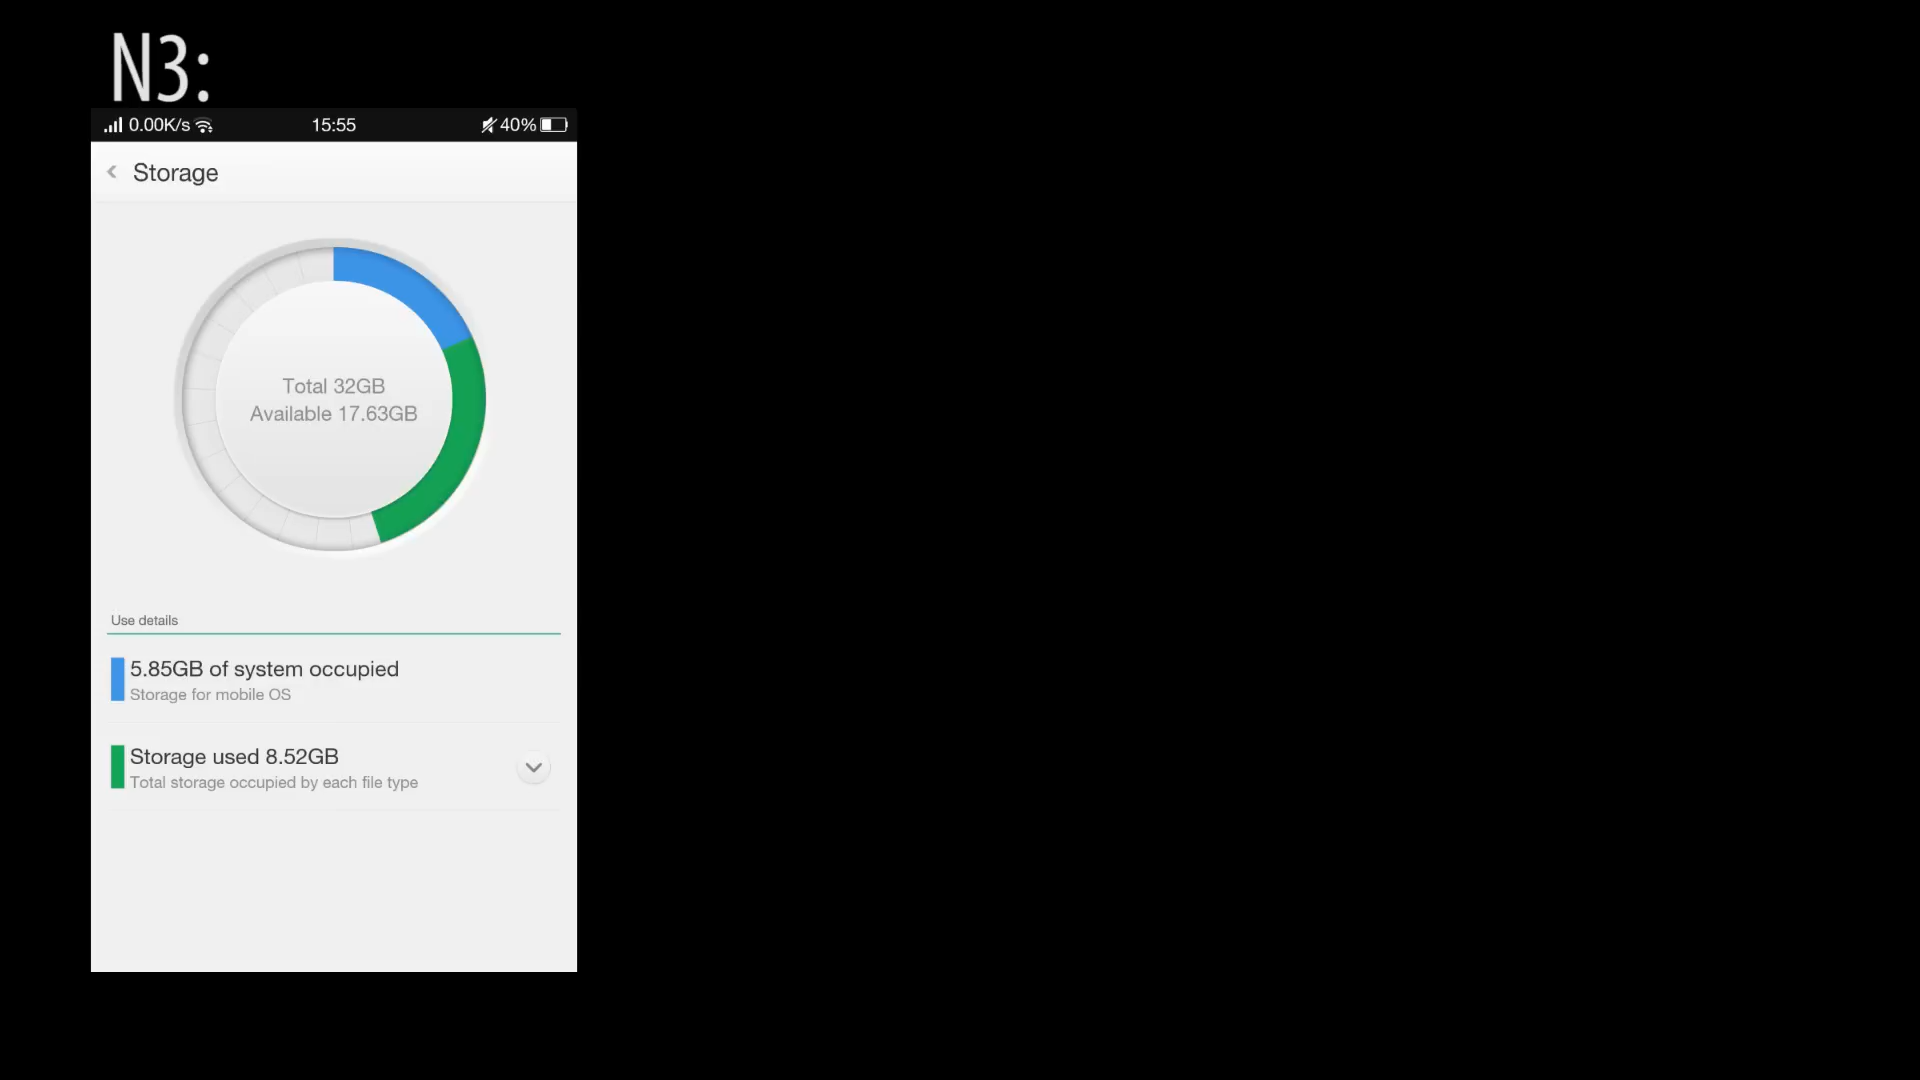 N3:
0.00K/s 15:55 40%
Storage
Total 32GB
Available 17.63GB
Use details
5.85GB of system occupied
Storage for mobile OS
Storage used 8.52GB
Total storage occupied by each file type